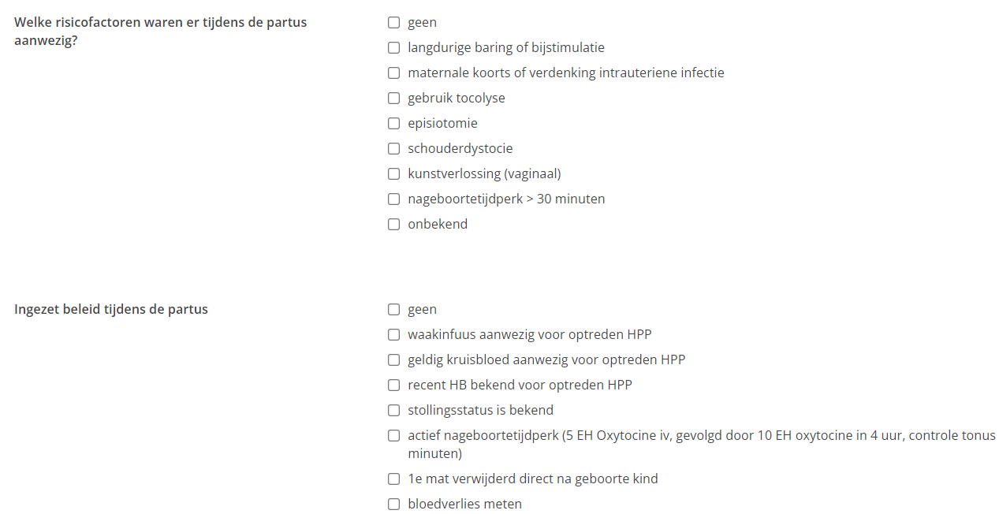 Welke risicofactoren waren er tijdens de partus
aanwezig?
geen
langdurige baring of bijstimulatie
maternale koorts of verdenking intrauteriene infectie
gebruik tocolyse
episiotomie
schouderdystocie
kunstverlossing (vaginaal)
nageboortetijdperk > 30 minuten
onbekend
Ingezet beleid tijdens de partus
geen
waakinfuus aanwezig voor optreden HPP
geldig kruisbloed aanwezig voor optreden HPP
recent HB bekend voor optreden HPP
stollingsstatus is bekend
actief nageboortetijdperk (5 EH Oxytocine iv, gevolgd door 10 EH oxytocine in 4 uur, controle tonus
minuten)
1e mat verwijderd direct na geboorte kind
bloedverlies meten